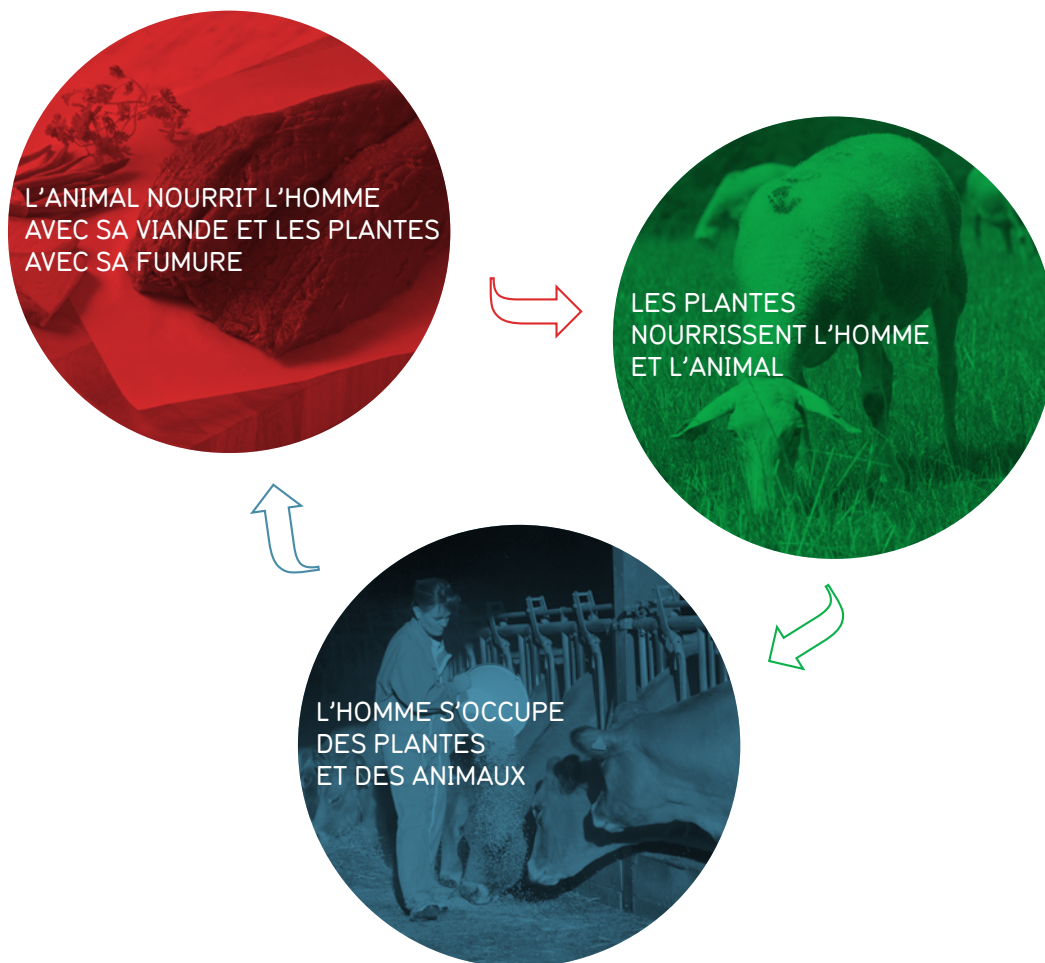 L'ANIMAL NOURRIT L'HOMME
AVEC SA VIANDE ET LES PLANTES
AVEC SA FUMURE
LES PLANTES
NOURRISSENT L'HOMME
ET L'ANIMAL
L'HOMME S'OCCUPE
DES PLANTES
ET DES ANIMAUX